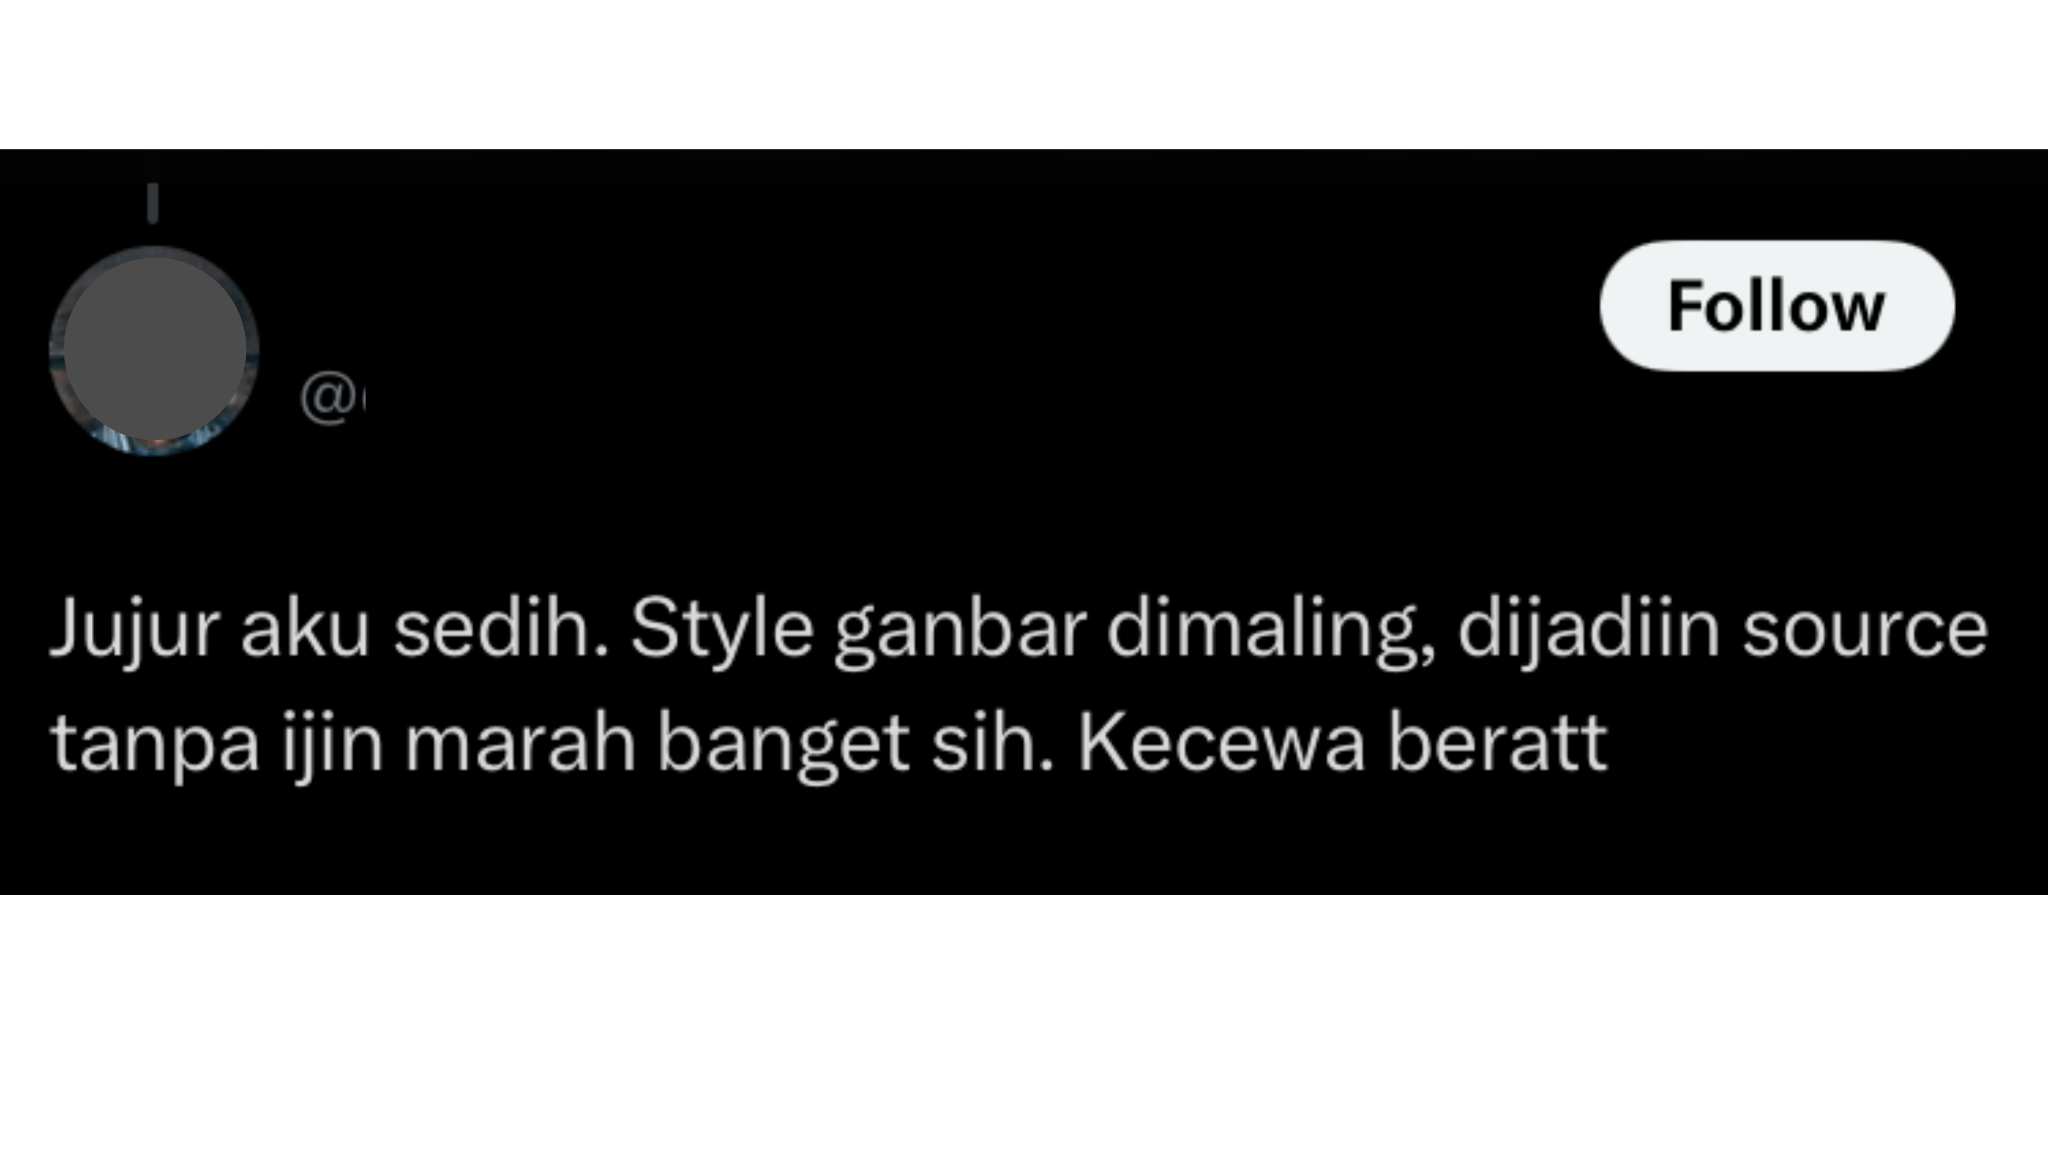 Follow
@
Jujur aku sedih. Style ganbar dimaling, dijadiin source
tanpa ijin marah banget sih. Kecewa beratt